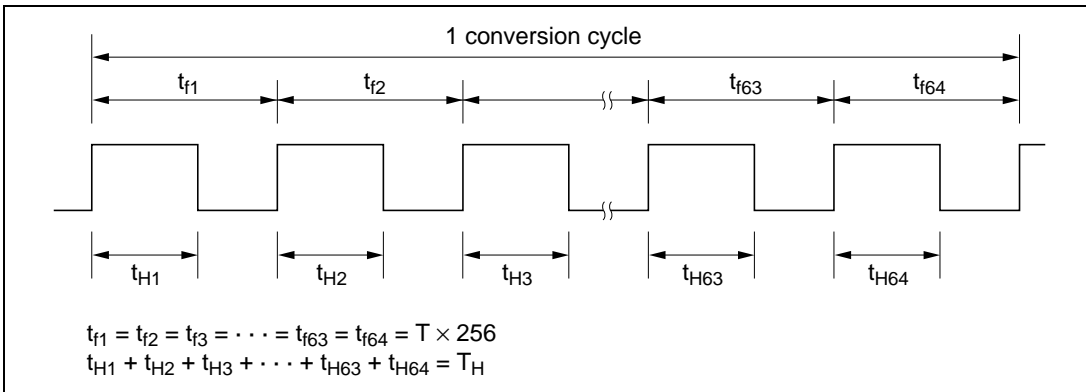 1 conversion cycle
tf1 tf2 tf63 tf64
tH1 tH2 tH3 tH63 tH64
tf1 = tf2 = tf3 = · · · = tf63 = tf64 = T × 256
tH1 + tH2 + tH3 + · · · + tH63 + tH64 = TH